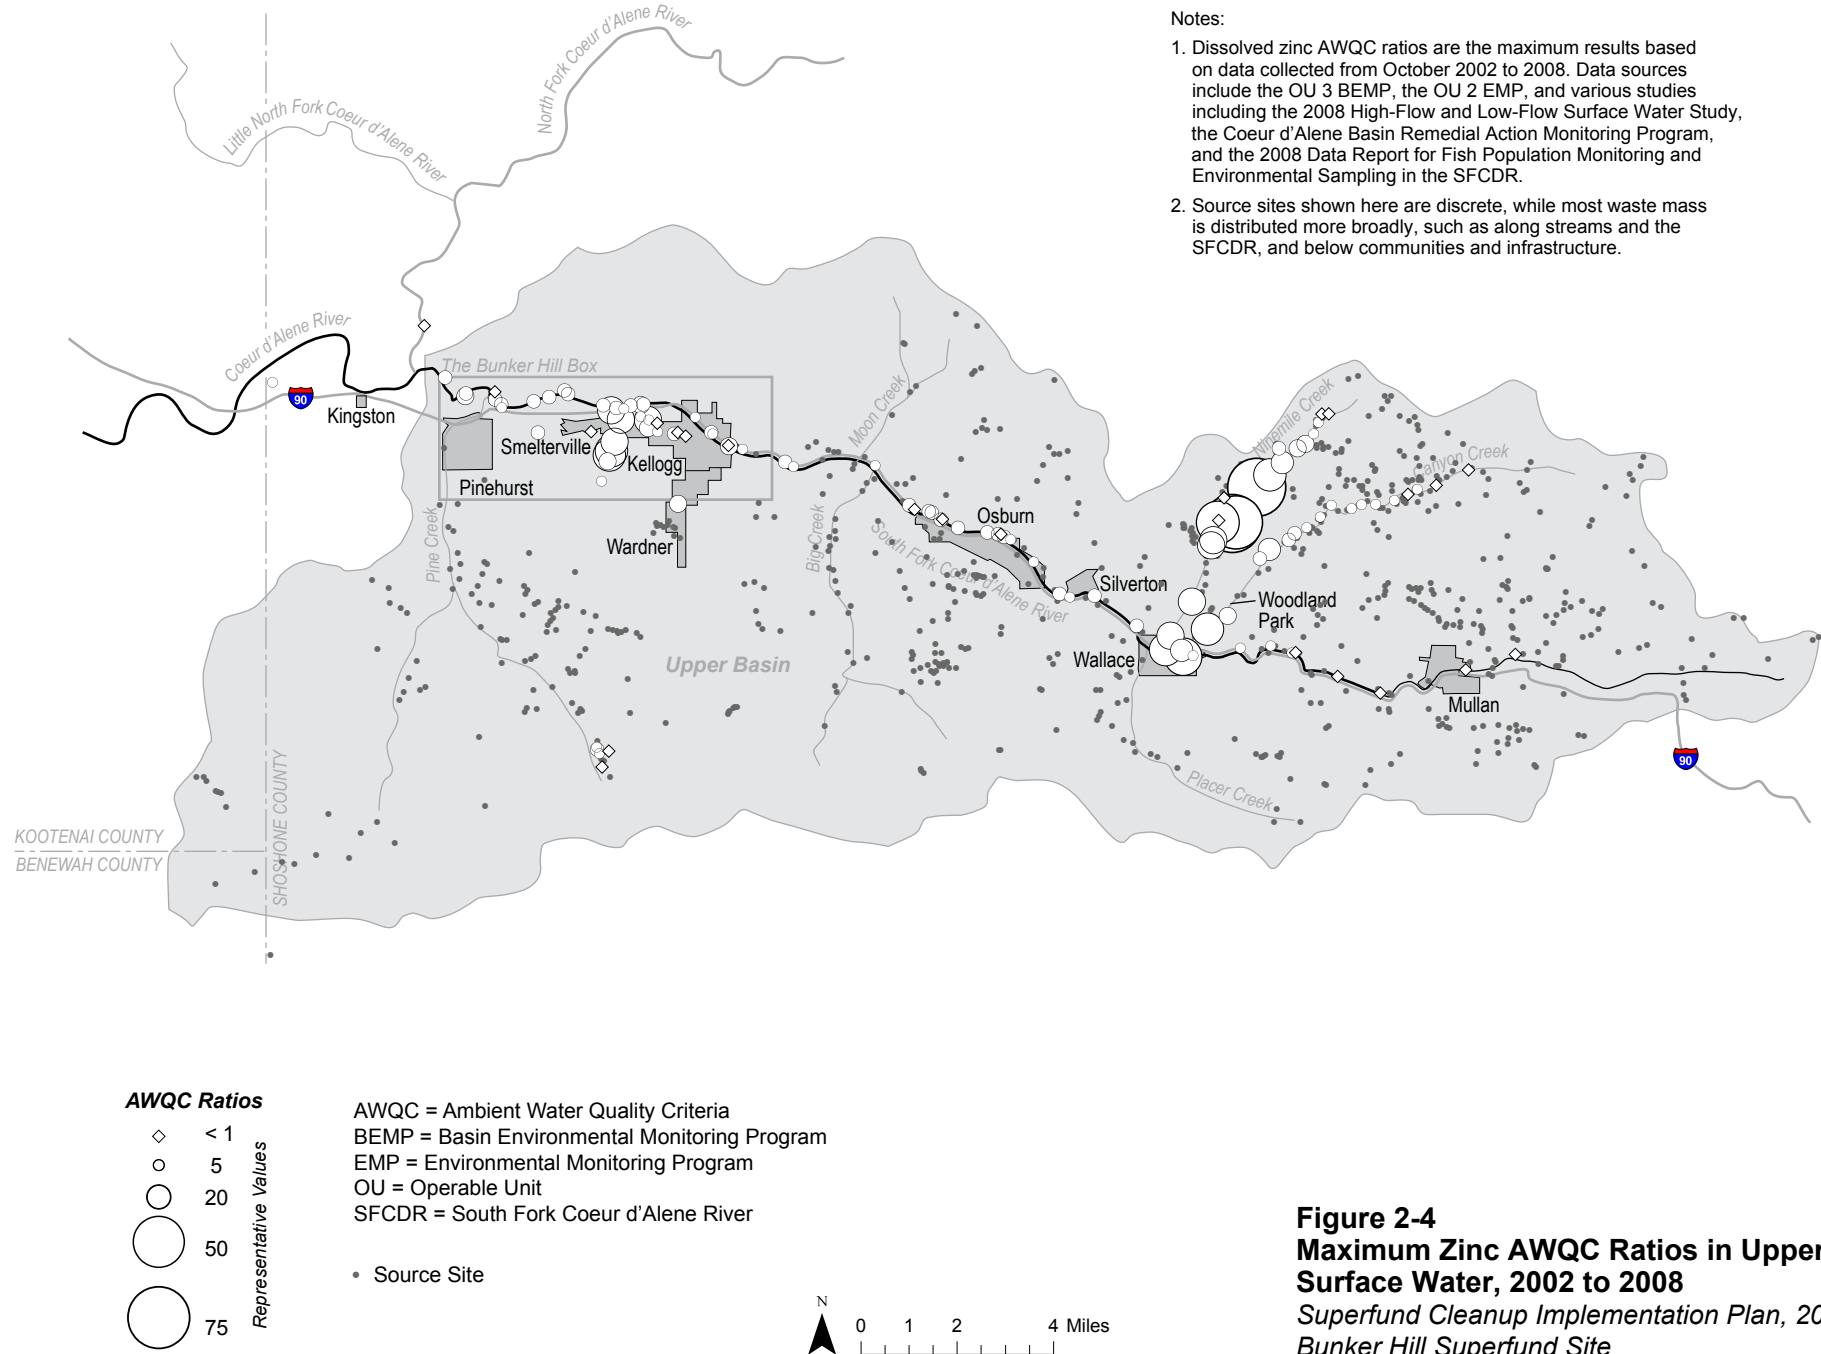 Notes:
1. Dissolved zinc AWQC ratios are the maximum results based
on data collected from October 2002 to 2008. Data sources
include the OU 3 BEMP, the OU 2 EMP, and various studies
including the 2008 High-Flow and Low-Flow Surface Water Study,
the Coeur d'Alene Basin Remedial Action Monitoring Program,
and the 2008 Data Report for Fish Population Monitoring and
Environmental Sampling in the SFCDR.
2. Source sites shown here are discrete, while most waste mass
is distributed more broadly, such as along streams and the
SFCDR, and below communities and infrastructure.
North Fork Coeur d'Alene River
Little North Fork Coeur d'Alene River
Coeur d'Alene River
The Bunker Hill Box
90
Kingston
Smelterville
Kellogg
Pinehurst
Wardner
Pine Creek
Moon Creek
Big Creek
Osburn
South Fork Coeur d'Alene River
Silverton
Ninemile Creek
Canyon Creek
Woodland
Park
Wallace
Mullan
Upper Basin
Placer Creek
90
KOOTENAI COUNTY
BENEWAH COUNTY
SHOSHONE COUNTY
AWQC Ratios
< 1
5
20
50
75
Representative Values
AWQC = Ambient Water Quality Criteria
BEMP = Basin Environmental Monitoring Program
EMP = Environmental Monitoring Program
OU = Operable Unit
SFCDR = South Fork Coeur d'Alene River
Source Site
N
0 1 2 4 Miles
Figure 2-4
Maximum Zinc AWQC Ratios in Upper
Surface Water, 2002 to 2008
Superfund Cleanup Implementation Plan, 20
Bunker Hill Superfund Site